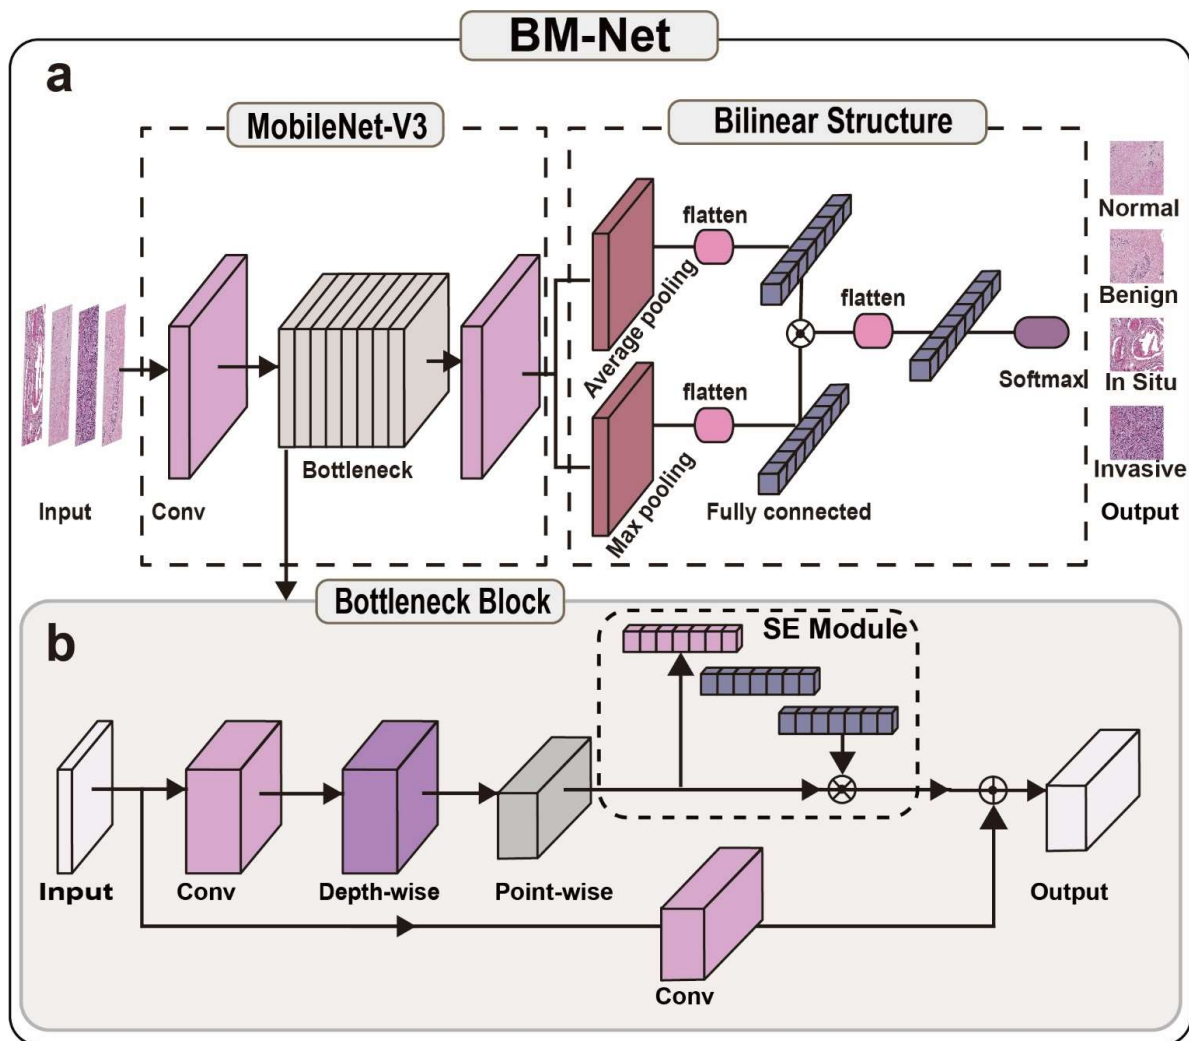 BM-Net
a
MobileNet-V3
Bilinear Structure
flatten
Average pooling
flatten
flatten
Max pooling
Fully connected
Softmax
Bottleneck
Input
Conv
Normal
Benign
In Situ
Invasive
Output
Bottleneck Block
b
SE Module
Input
Conv
Depth-wise
Point-wise
Output
Conv